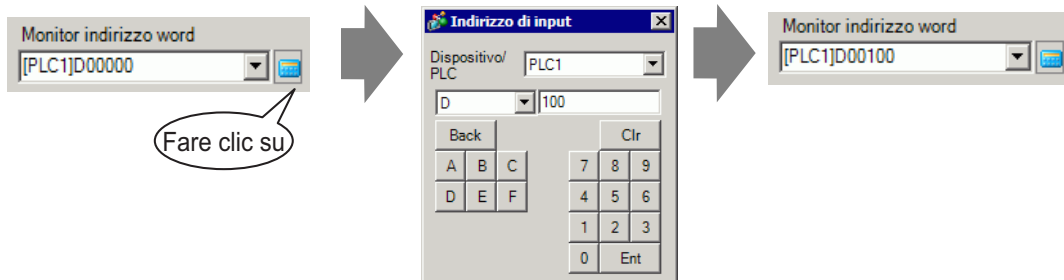 Monitor indirizzo word
[PLC1]D00000
Fare clic su
Indirizzo di input
Dispositivo/
PLC
PLC1
D
100
Back
Clr
A B C
7 8 9
D E F
4 5 6
1 2 3
0 Ent
Monitor indirizzo word
[PLC1]D00100